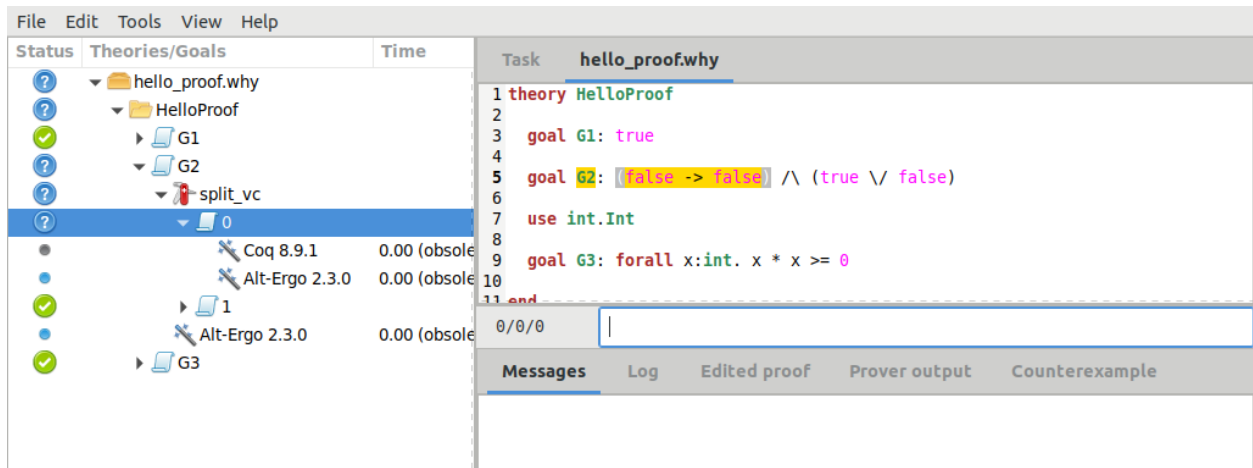 File Edit Tools View Help
Status Theories/Goals Time
hello_proof.why
HelloProof
G1
G2
split_vc
0
Coq 8.9.1 0.00 (obsole
Alt-Ergo 2.3.0 0.00 (obsole
1
Alt-Ergo 2.3.0 0.00 (obsole
G3
Task hello_proof.why
1 theory HelloProof
2
3 goal G1: true
4
5 goal G2: (false -> false) /\ (true \/ false)
6
7 use int.Int
8
9 goal G3: forall x:int. x * x >= 0
10
11 end
0/0/0
Messages Log Edited proof Prover output Counterexample